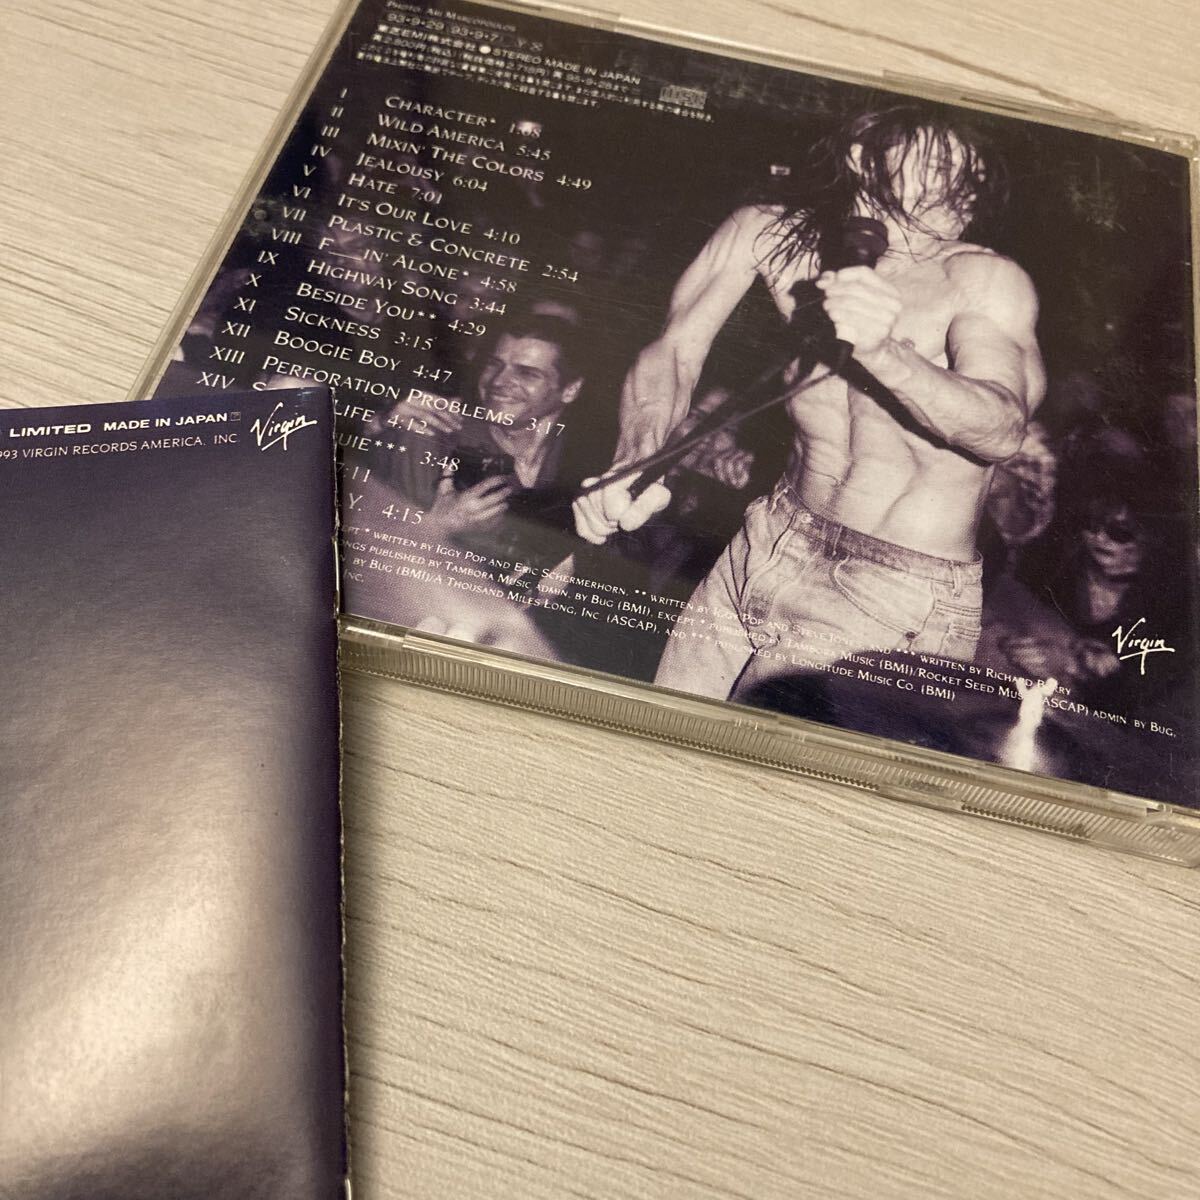 PHOTO: ARI MARCOPOULOS
'93・9・29
STEREO MADE IN JAPAN
I CHARACTER* 1:08
II WILD AMERICA 5:45
III MIXIN' THE COLORS 4:49
IV JEALOUSY 6:04
V HATE 7:01
VI IT'S OUR LOVE 4:10
VII PLASTIC & CONCRETE 2:54
VIII F__IN' ALONE* 4:58
IX HIGHWAY SONG 3:44
X BESIDE YOU** 4:29
XI SICKNESS 3:15
XII BOOGIE BOY 4:47
XIII PERFORATION PROBLEMS 3:17
XIV LIFE 4:12
UIE*** 3:48
7:11
Y. 4:15
* WRITTEN BY IGGY POP AND ERIC SCHERMERHORN, ** WRITTEN BY IGGY POP AND STEVE JONES AND *** WRITTEN BY RICHARD BERRY
SONGS PUBLISHED BY TAMBORA MUSIC ADMIN. BY BUG (BMI), EXCEPT * PUBLISHED BY TAMBORA MUSIC (BMI)/ROCKET SEED MUSIC (ASCAP) ADMIN. BY BUG,
BY BUG (BMI)/A THOUSAND MILES LONG, INC. (ASCAP), AND *** PUBLISHED BY LONGITUDE MUSIC CO. (BMI)
INC.
Virgin
LIMITED MADE IN JAPAN
993 VIRGIN RECORDS AMERICA, INC.
Virgin